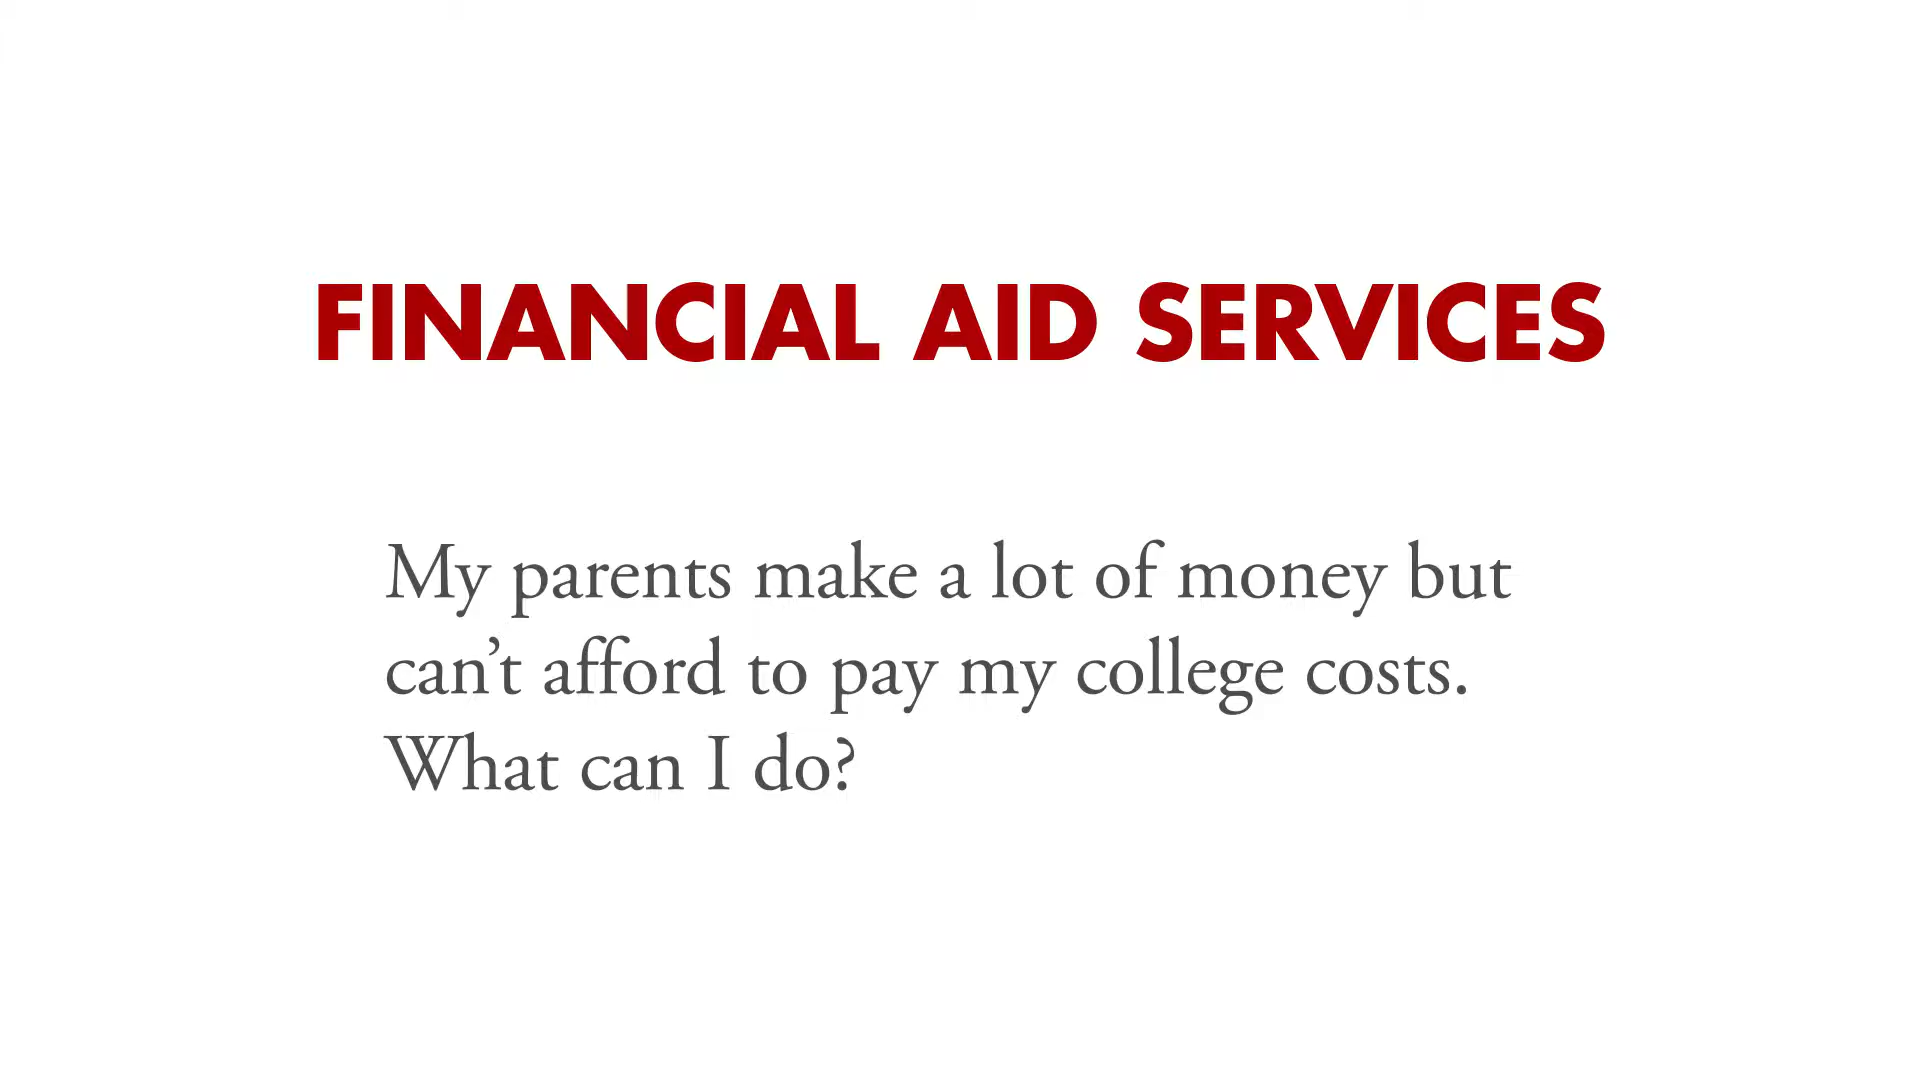 FINANCIAL AID SERVICES
My parents make a lot of money but
can’t afford to pay my college costs.
What can I do?